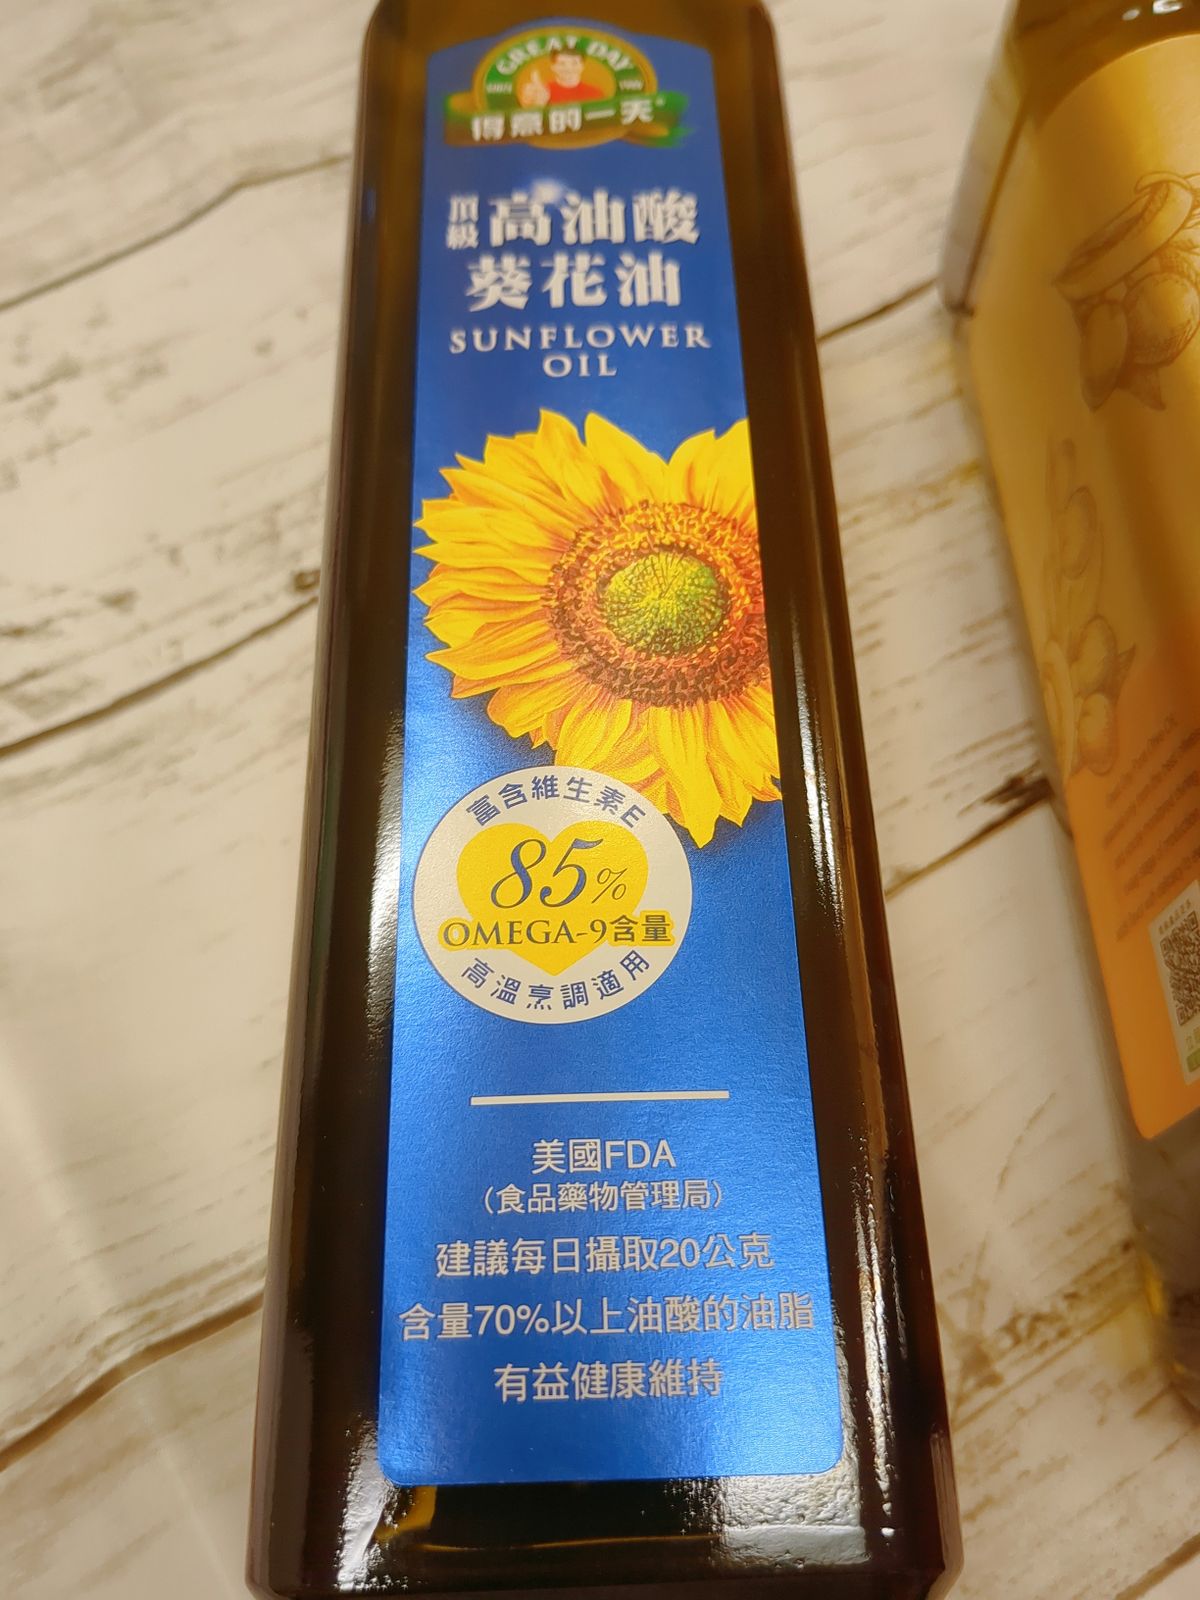 GREAT DAY
SINCE 1969
得意的一天
頂級 高油酸
葵花油
SUNFLOWER
OIL
富含維生素E
85%
OMEGA-9含量
高溫烹調適用
美國FDA
(食品藥物管理局)
建議每日攝取20公克
含量70%以上油酸的油脂
有益健康維持